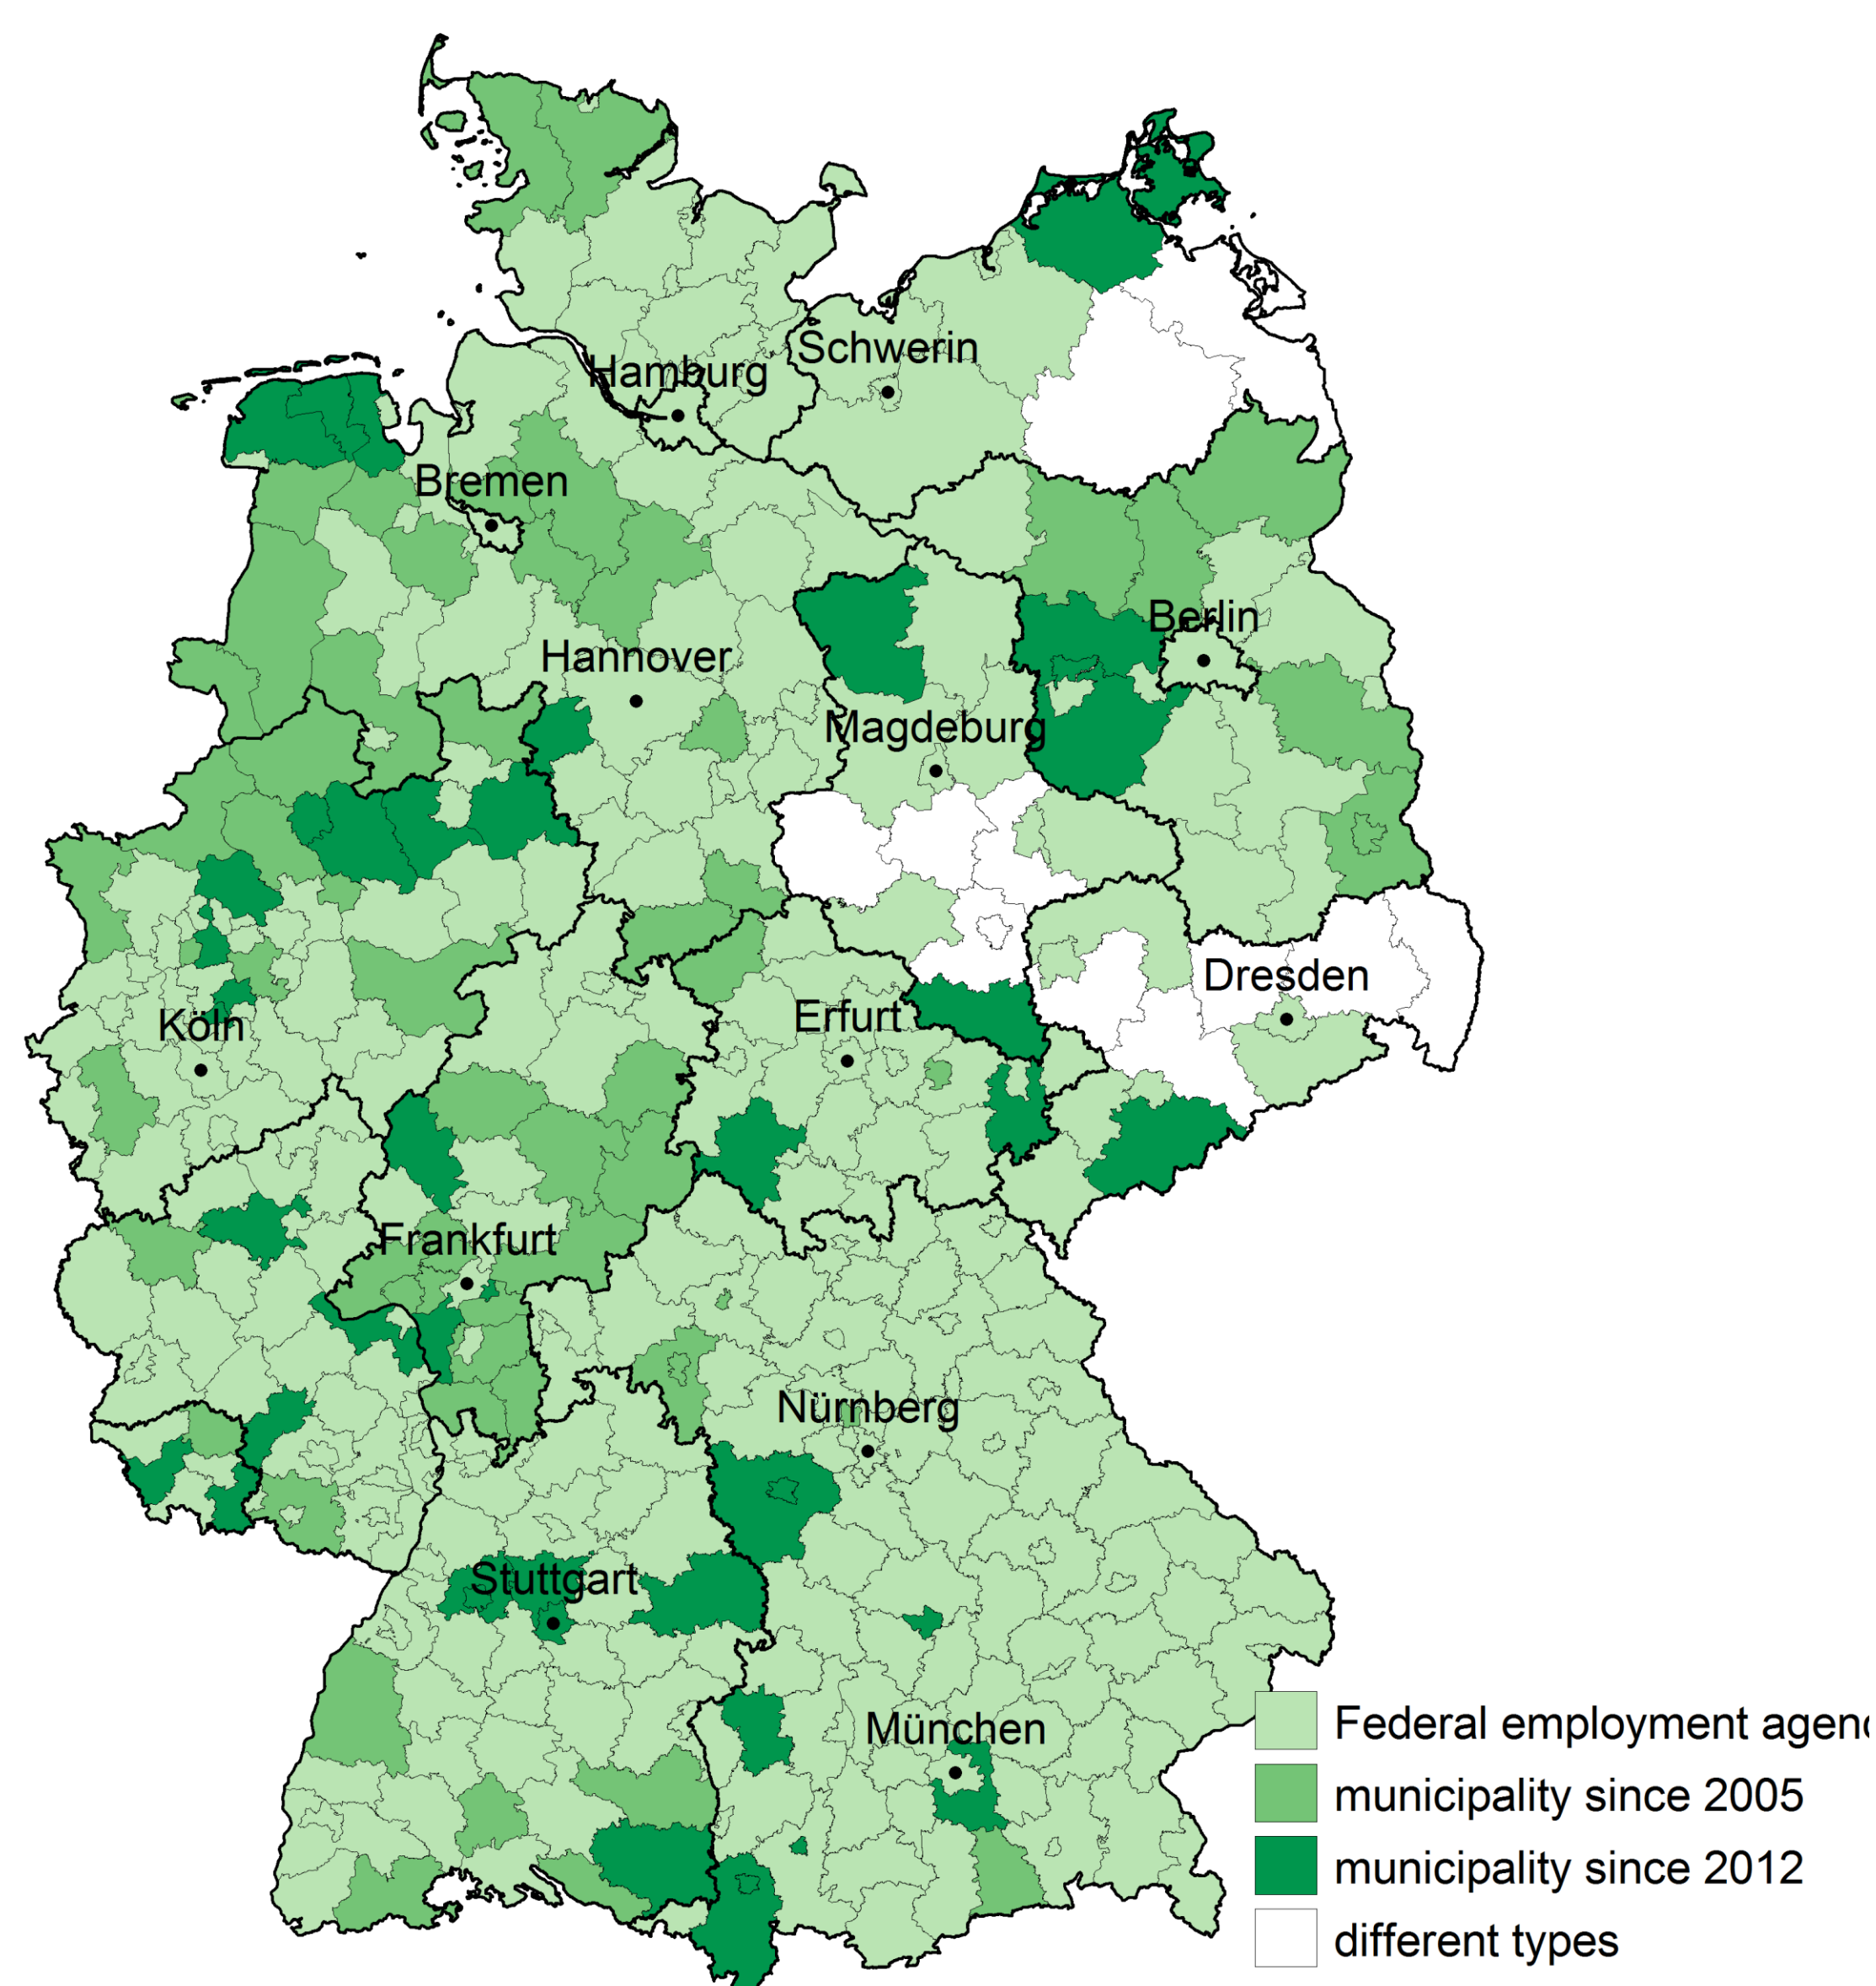 Schwerin
Hamburg
Bremen
Berlin
Hannover
Magdeburg
Dresden
Erfurt
Köln
Frankfurt
Nürnberg
Stuttgart
München
Federal employment agen
municipality since 2005
municipality since 2012
different types